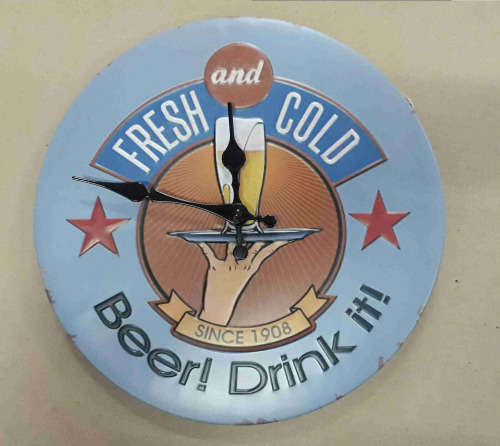 and
FRESH COLD
SINCE 1908
Beer! Drink it!